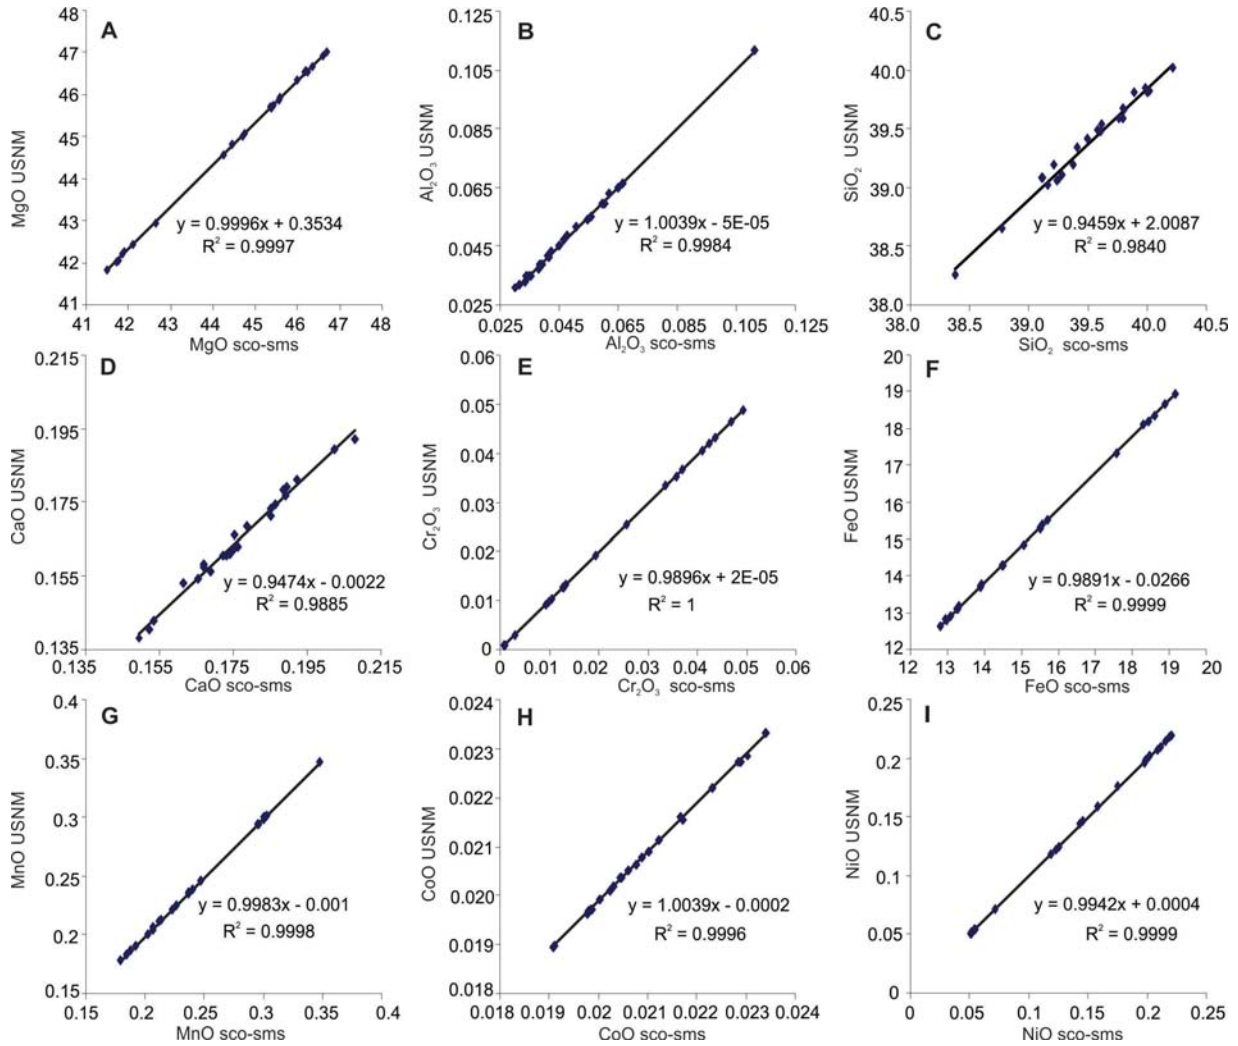 A
MgO USNM
48
47
46
45
44
43
42
41
y = 0.9996x + 0.3534
R² = 0.9997
41 42 43 44 45 46 47 48
MgO sco-sms
B
Al₂O₃ USNM
0.125
0.105
0.085
0.065
0.045
0.025
y = 1.0039x - 5E-05
R² = 0.9984
0.025 0.045 0.065 0.085 0.105 0.125
Al₂O₃ sco-sms
C
SiO₂ USNM
40.5
40.0
39.5
39.0
38.5
38.0
y = 0.9459x + 2.0087
R² = 0.9840
38.0 38.5 39.0 39.5 40.0 40.5
SiO₂ sco-sms
D
CaO USNM
0.215
0.195
0.175
0.155
0.135
y = 0.9474x - 0.0022
R² = 0.9885
0.135 0.155 0.175 0.195 0.215
CaO sco-sms
E
Cr₂O₃ USNM
0.06
0.05
0.04
0.03
0.02
0.01
0
y = 0.9896x + 2E-05
R² = 1
0 0.01 0.02 0.03 0.04 0.05 0.06
Cr₂O₃ sco-sms
F
FeO USNM
20
19
18
17
16
15
14
13
12
y = 0.9891x - 0.0266
R² = 0.9999
12 13 14 15 16 17 18 19 20
FeO sco-sms
G
MnO USNM
0.4
0.35
0.3
0.25
0.2
0.15
y = 0.9983x - 0.001
R² = 0.9998
0.15 0.2 0.25 0.3 0.35 0.4
MnO sco-sms
H
CoO USNM
0.024
0.023
0.022
0.021
0.020
0.019
0.018
y = 1.0039x - 0.0002
R² = 0.9996
0.018 0.019 0.02 0.021 0.022 0.023 0.024
CoO sco-sms
I
NiO USNM
0.25
0.2
0.15
0.1
0.05
0
y = 0.9942x + 0.0004
R² = 0.9999
0 0.05 0.1 0.15 0.2 0.25
NiO sco-sms